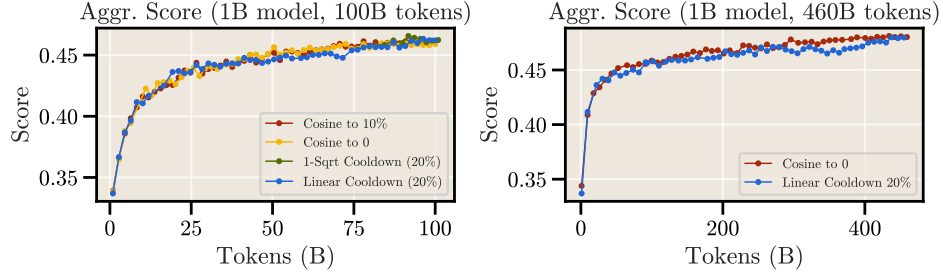 Aggr. Score (1B model, 100B tokens)
Score
0.45
0.40
0.35
Cosine to 10%
Cosine to 0
1-Sqrt Cooldown (20%)
Linear Cooldown (20%)
0
25
50
75
100
Tokens (B)
Aggr. Score (1B model, 460B tokens)
Score
0.45
0.40
0.35
Cosine to 0
Linear Cooldown 20%
0
200
400
Tokens (B)